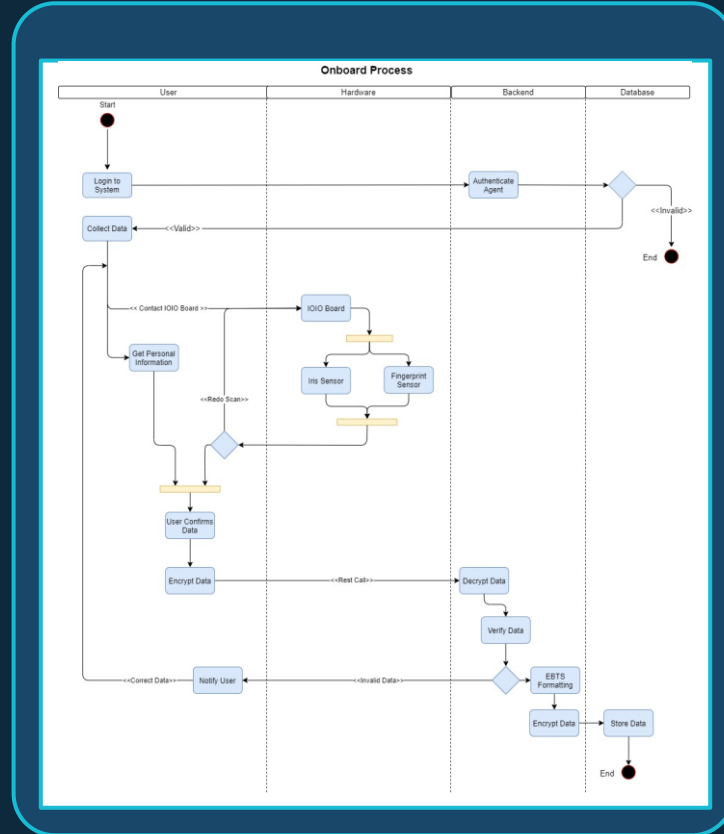 Onboard Process
User
Hardware
Backend
Database
Start
Login to
System
Authenticate
Agent
<<Invalid>>
Collect Data
<<Valid>>
End
<< Contact IOIO Board >>
IOIO Board
Get Personal
Information
Iris Sensor
Fingerprint
Sensor
<<Redo Scan>>
User Confirms
Data
Encrypt Data
<<Rest Call>>
Decrypt Data
Verify Data
<<Correct Data>>
Notify User
<<Invalid Data>>
EBTS
Formatting
Encrypt Data
Store Data
End